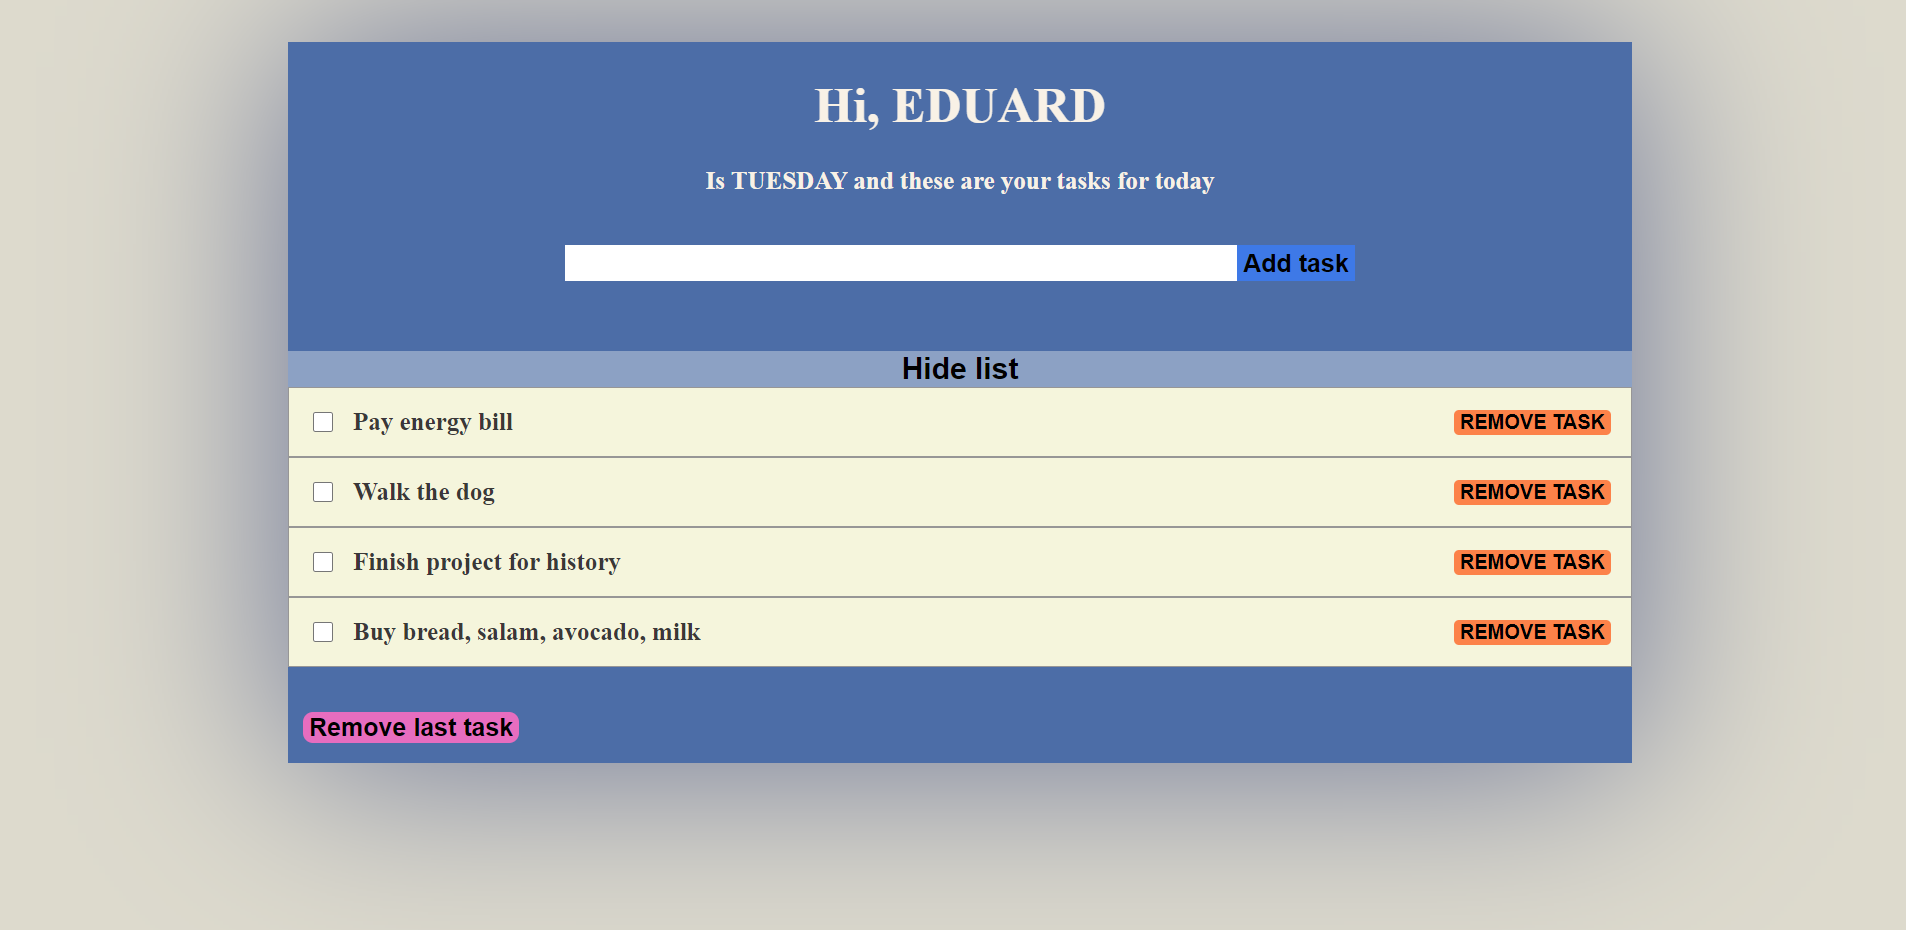 Hi, EDUARD
Is TUESDAY and these are your tasks for today
Add task
Hide list
Pay energy bill REMOVE TASK
Walk the dog REMOVE TASK
Finish project for history REMOVE TASK
Buy bread, salam, avocado, milk REMOVE TASK
Remove last task